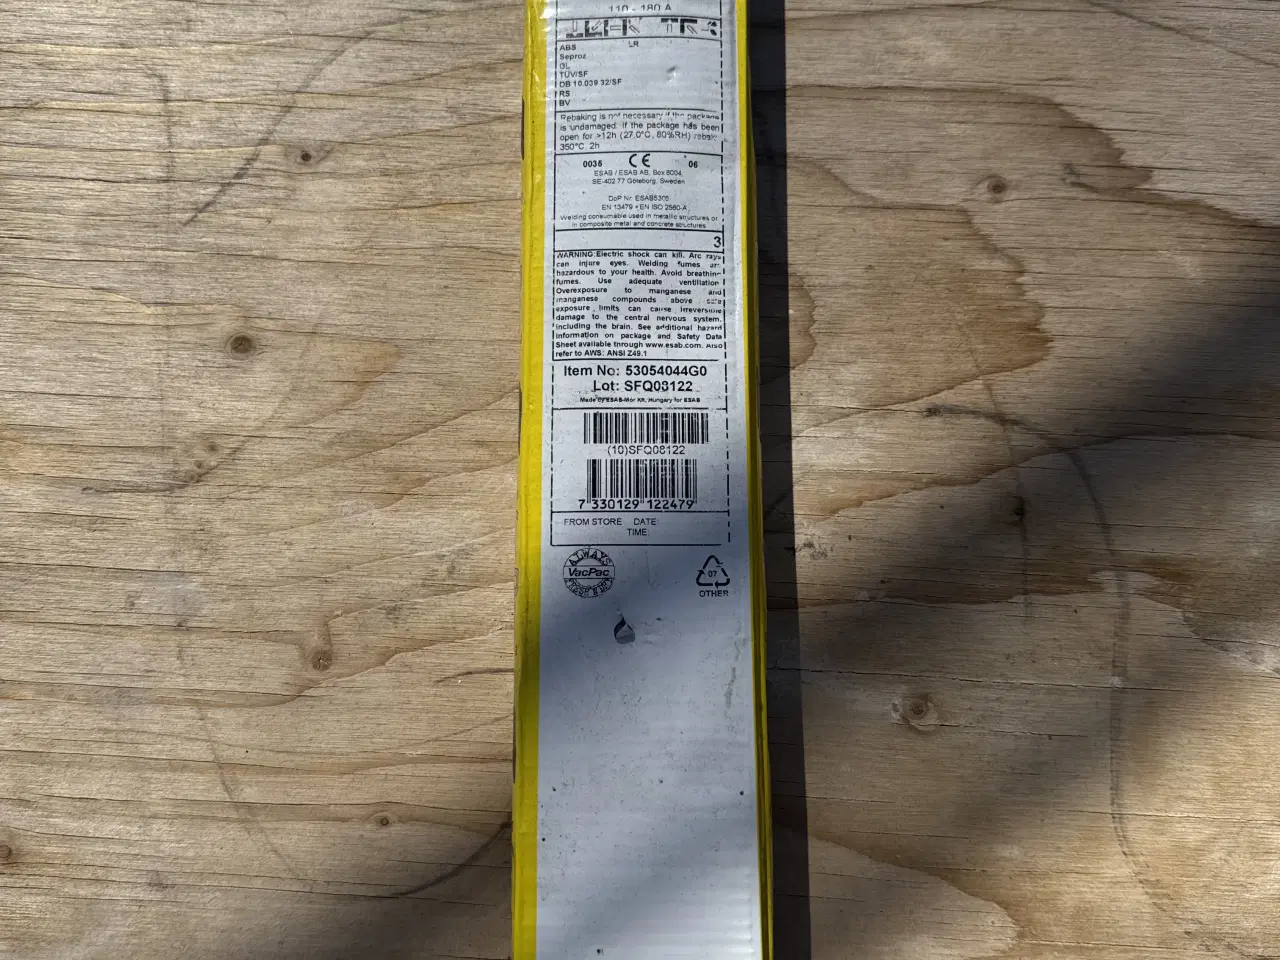 110 - 180 A
ABS
LR
Seproz
GL
TÜV/SF
DB 10.039.32/SF
RS
BV
Rebaking is not necessary if the package
is undamaged. If the package has been
open for >12h (27.0°C, 60%RH) rebake
350°C 2h
0035 CE 06
ESAB / ESAB AB, Box 8004,
SE-402 77 Göteborg, Sweden
DoP Nr. ESAB5305
EN 13479 • EN ISO 2560-A
Welding consumable used in metallic structures or
in composite metal and concrete structures
3
WARNING:Electric shock can kill. Arc rays
can injure eyes. Welding fumes are
hazardous to your health. Avoid breathing
fumes. Use adequate ventilation
Overexposure to manganese and
manganese compounds above safe
exposure limits can cause irreversible
damage to the central nervous system,
including the brain. See additional hazard
information on package and Safety Data
Sheet available through www.esab.com. Also
refer to AWS: ANSI Z49.1
Item No: 53054044G0
Lot: SFQ08122
Made by ESAB-Mor Kft, Hungary for ESAB
(10)SFQ08122
7 330129 122479
FROM STORE DATE:
TIME:
ALWAYS
VacPac
07
OTHER